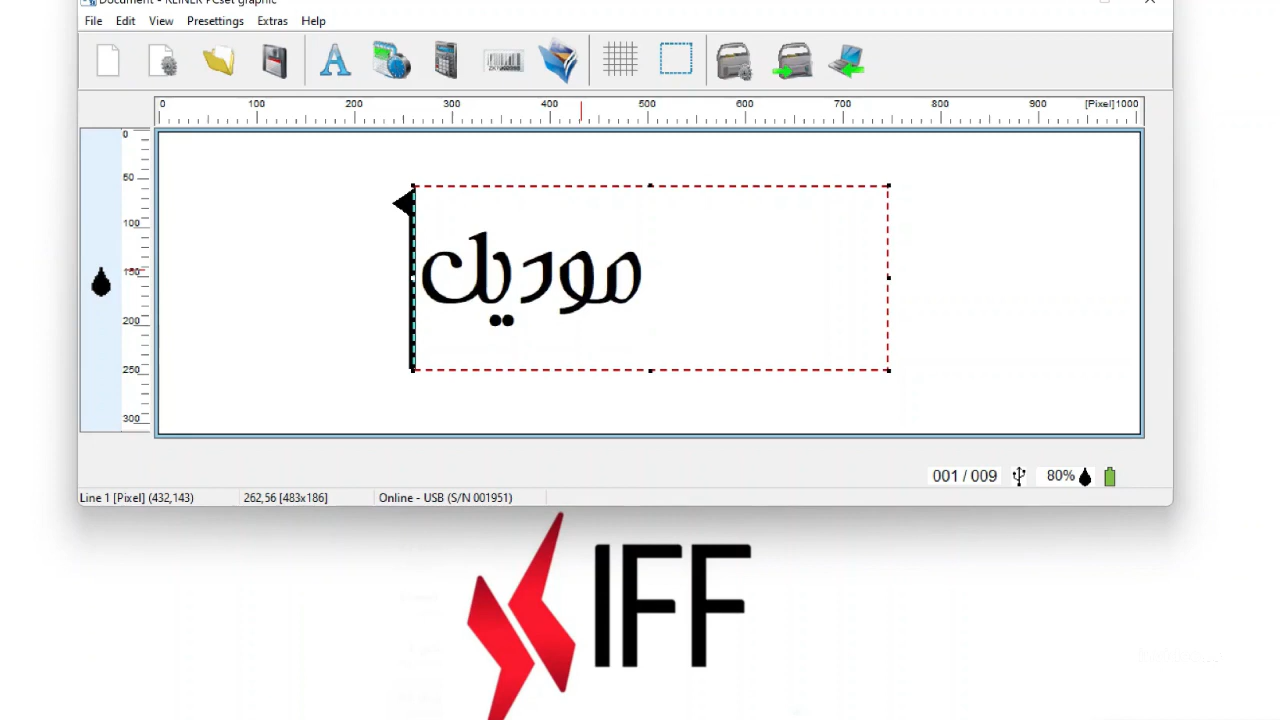 Document - REINER PCset graphic
File Edit View Presettings Extras Help
0 100 200 300 400 500 600 700 800 900 [Pixel]1000
0
50
100
150
200
250
300
موديك
001 / 009 80%
Line 1 [Pixel] (432,143) 262,56 [483x186] Online - USB (S/N 001951)
IFF